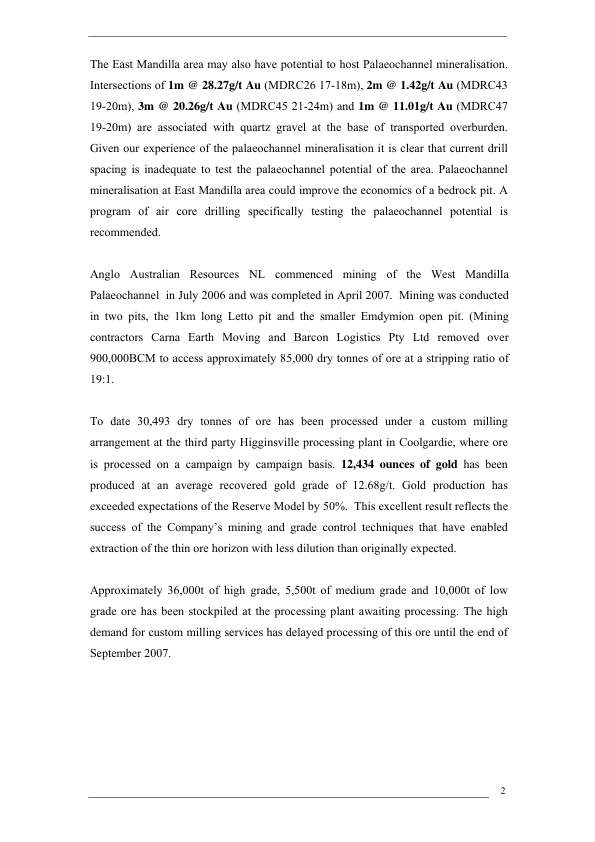 The East Mandilla area may also have potential to host Palaeochannel mineralisation.
Intersections of 1m @ 28.27g/t Au (MDRC26 17-18m), 2m @ 1.42g/t Au (MDRC43
19-20m), 3m @ 20.26g/t Au (MDRC45 21-24m) and 1m @ 11.01g/t Au (MDRC47
19-20m) are associated with quartz gravel at the base of transported overburden.
Given our experience of the palaeochannel mineralisation it is clear that current drill
spacing is inadequate to test the palaeochannel potential of the area. Palaeochannel
mineralisation at East Mandilla area could improve the economics of a bedrock pit. A
program of air core drilling specifically testing the palaeochannel potential is
recommended.
Anglo Australian Resources NL commenced mining of the West Mandilla
Palaeochannel in July 2006 and was completed in April 2007. Mining was conducted
in two pits, the 1km long Letto pit and the smaller Emdymion open pit. (Mining
contractors Carna Earth Moving and Barcon Logistics Pty Ltd removed over
900,000BCM to access approximately 85,000 dry tonnes of ore at a stripping ratio of
19:1.
To date 30,493 dry tonnes of ore has been processed under a custom milling
arrangement at the third party Higginsville processing plant in Coolgardie, where ore
is processed on a campaign by campaign basis. 12,434 ounces of gold has been
produced at an average recovered gold grade of 12.68g/t. Gold production has
exceeded expectations of the Reserve Model by 50%. This excellent result reflects the
success of the Company's mining and grade control techniques that have enabled
extraction of the thin ore horizon with less dilution than originally expected.
Approximately 36,000t of high grade, 5,500t of medium grade and 10,000t of low
grade ore has been stockpiled at the processing plant awaiting processing. The high
demand for custom milling services has delayed processing of this ore until the end of
September 2007.
2